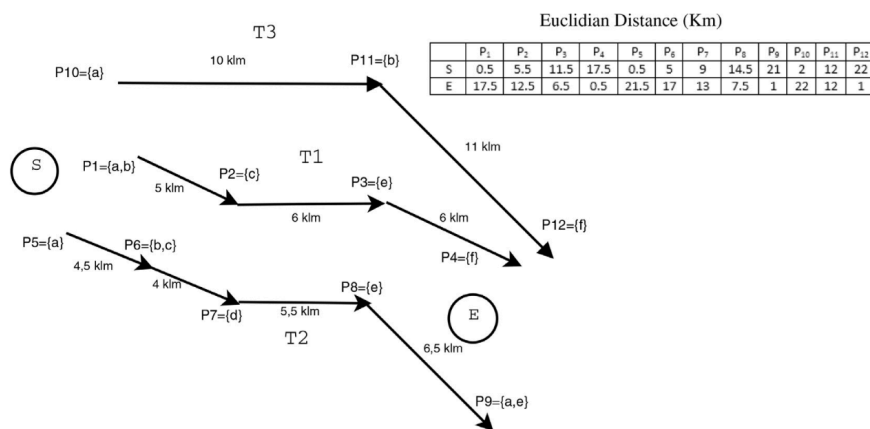 T3
Euclidian Distance (Km)
10 klm
P10={a}
P11={b}
P₁ P₂ P₃ P₄ P₅ P₆ P₇ P₈ P₉ P₁₀ P₁₁ P₁₂
S 0.5 5.5 11.5 17.5 0.5 5 9 14.5 21 2 12 22
E 17.5 12.5 6.5 0.5 21.5 17 13 7.5 1 22 12 1
11 klm
S
T1
P1={a,b}
P2={c}
P3={e}
5 klm
6 klm
6 klm
P12={f}
P4={f}
P5={a}
P6={b,c}
4,5 klm
4 klm
P7={d}
P8={e}
5,5 klm
E
T2
6,5 klm
P9={a,e}